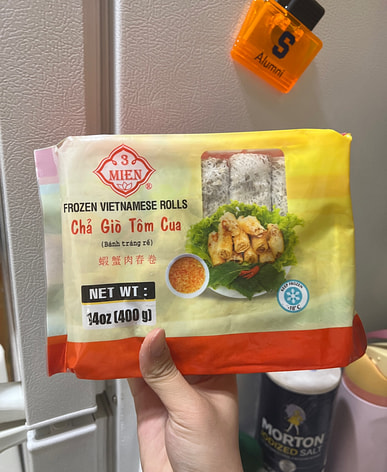 S
Alumni
3
MIEN
®
FROZEN VIETNAMESE ROLLS
Chả Giò Tôm Cua
(Bánh tráng rế)
蝦蟹肉春卷
NET WT :
14oz (400 g)
KEEP FROZEN
-18°C
MORTON
IODIZED SALT